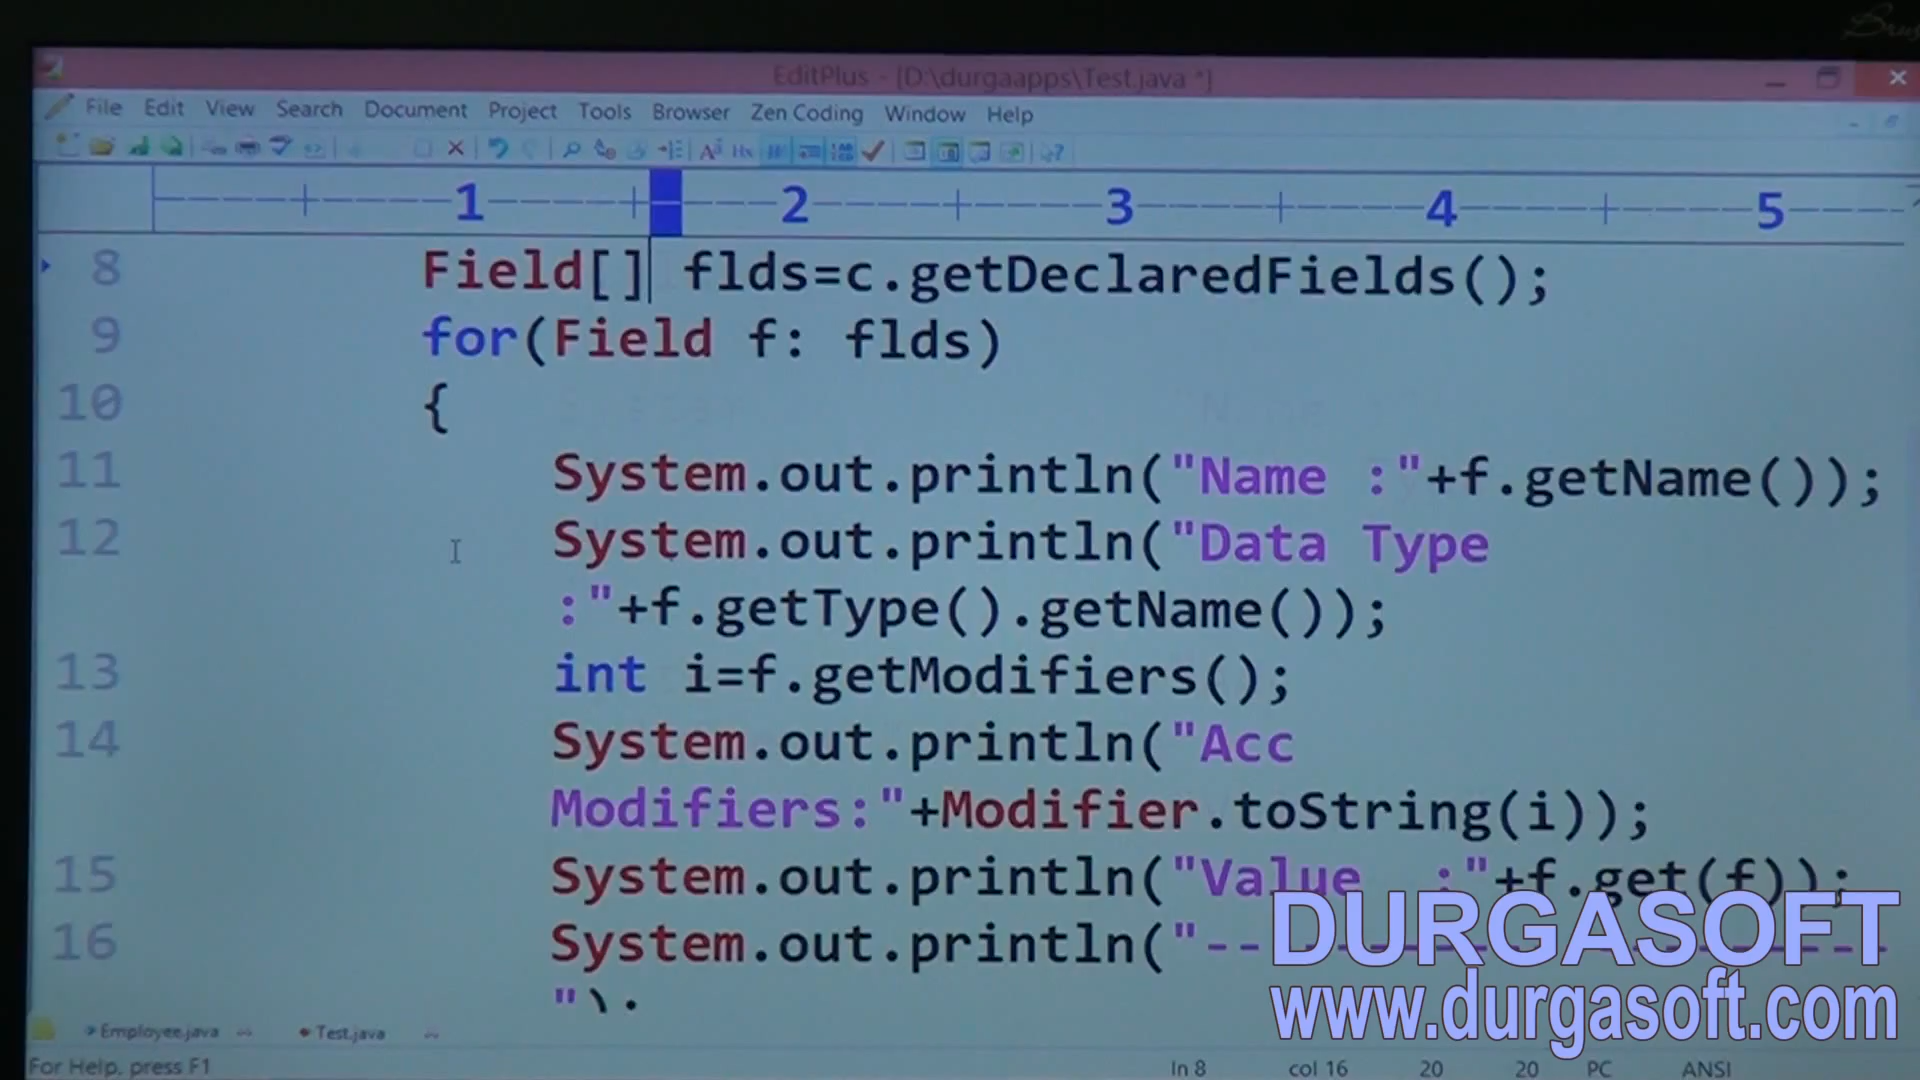 EditPlus - [D:\durgaapps\Test.java *]
File Edit View Search Document Project Tools Browser Zen Coding Window Help
1 2 3 4 5
8 Field[] flds=c.getDeclaredFields();
9 for(Field f: flds)
10 {
11 System.out.println("Name :"+f.getName());
12 System.out.println("Data Type
:"+f.getType().getName());
13 int i=f.getModifiers();
14 System.out.println("Acc
Modifiers:"+Modifier.toString(i));
15 System.out.println("Value :"+f.get(f));
16 System.out.println("--
");
DURGASOFT
www.durgasoft.com
Employee.java Test.java
For Help, press F1 ln 8 col 16 20 20 PC ANSI